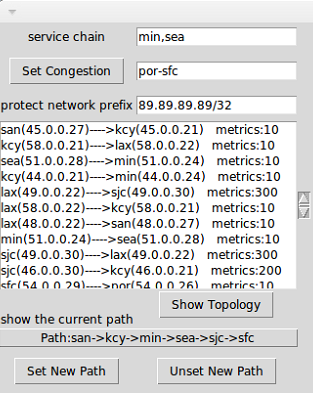 service chain min,sea
Set Congestion por-sfc
protect network prefix 89.89.89.89/32
san(45.0.0.27)---->kcy(45.0.0.21) metrics:10
kcy(58.0.0.21)---->lax(58.0.0.22) metrics:10
sea(51.0.0.28)---->min(51.0.0.24) metrics:10
kcy(44.0.0.21)---->min(44.0.0.24) metrics:10
lax(49.0.0.22)---->sjc(49.0.0.30) metrics:300
lax(58.0.0.22)---->kcy(58.0.0.21) metrics:10
lax(48.0.0.22)---->san(48.0.0.27) metrics:10
min(51.0.0.24)---->sea(51.0.0.28) metrics:10
sjc(49.0.0.30)---->lax(49.0.0.22) metrics:300
sjc(46.0.0.30)---->kcy(46.0.0.21) metrics:200
sfc(54.0.0.29)---->por(54.0.0.26) metrics:10
Show Topology
show the current path
Path:san->kcy->min->sea->sjc->sfc
Set New Path Unset New Path